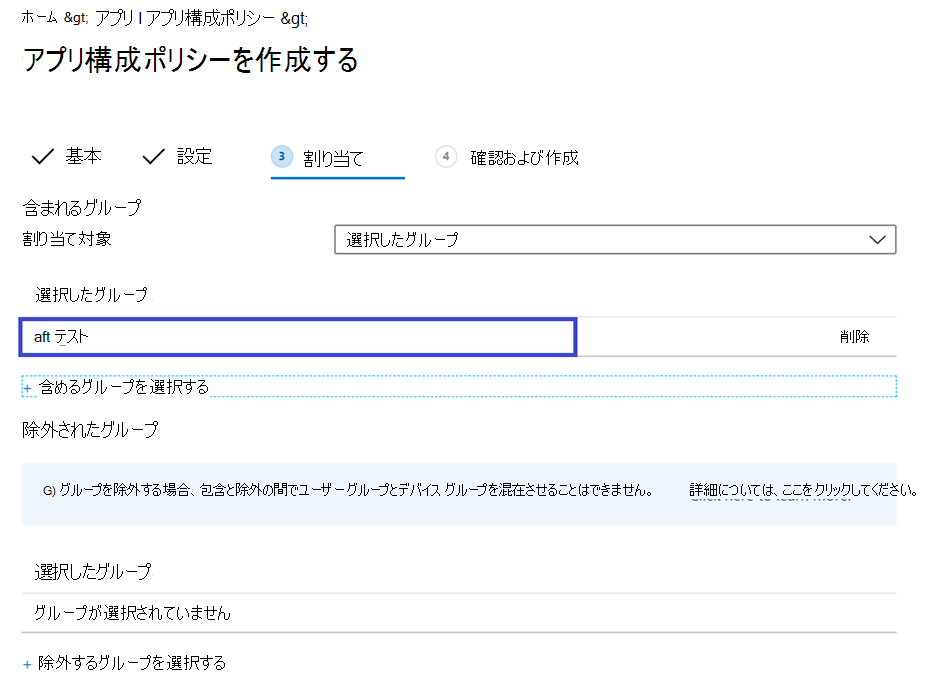 ホーム &gt; アプリ | アプリ構成ポリシー &gt;
アプリ構成ポリシーを作成する
基本 設定 3 割り当て 4 確認および作成
含まれるグループ
割り当て対象 選択したグループ
選択したグループ
aft テスト 削除
+ 含めるグループを選択する
除外されたグループ
G) グループを除外する場合、包含と除外の間でユーザーグループとデバイス グループを混在させることはできません。 詳細については、ここをクリックしてください。
選択したグループ
グループが選択されていません
+ 除外するグループを選択する